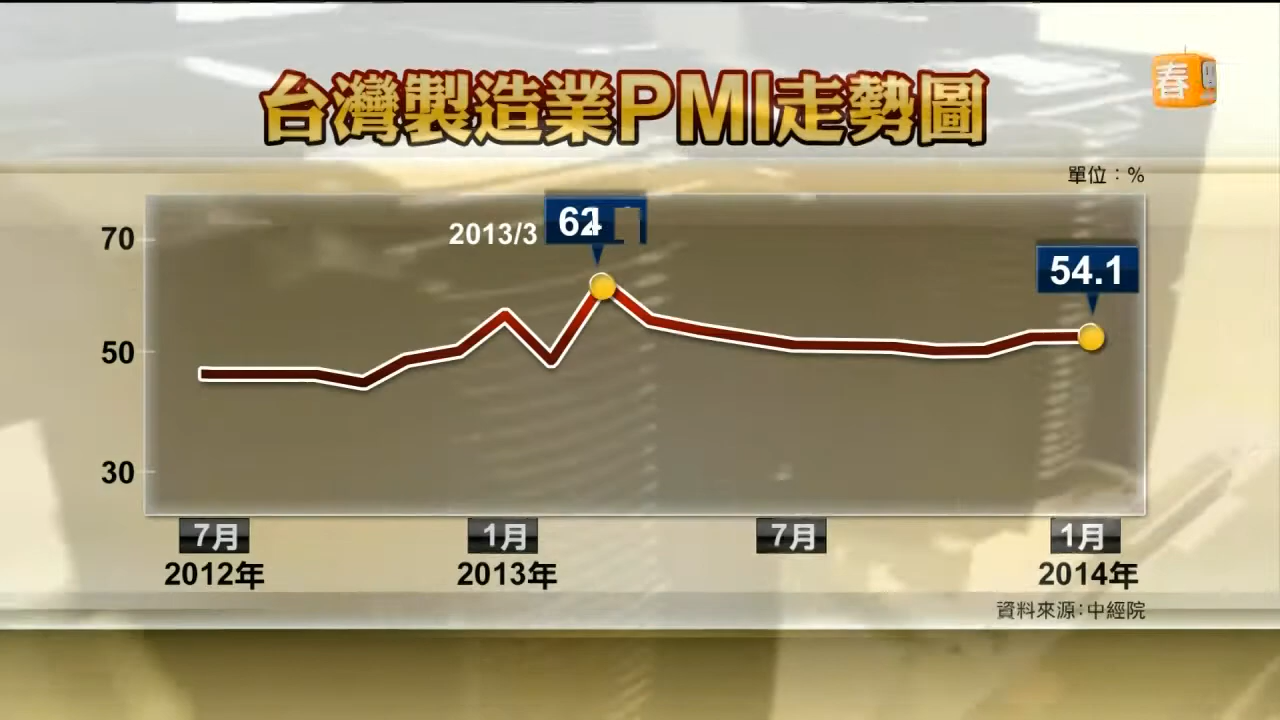 台灣製造業PMI走勢圖
春
單位：%
2013/3
54.1
70
50
30
7月
1月
7月
1月
2012年
2013年
2014年
資料來源:中經院